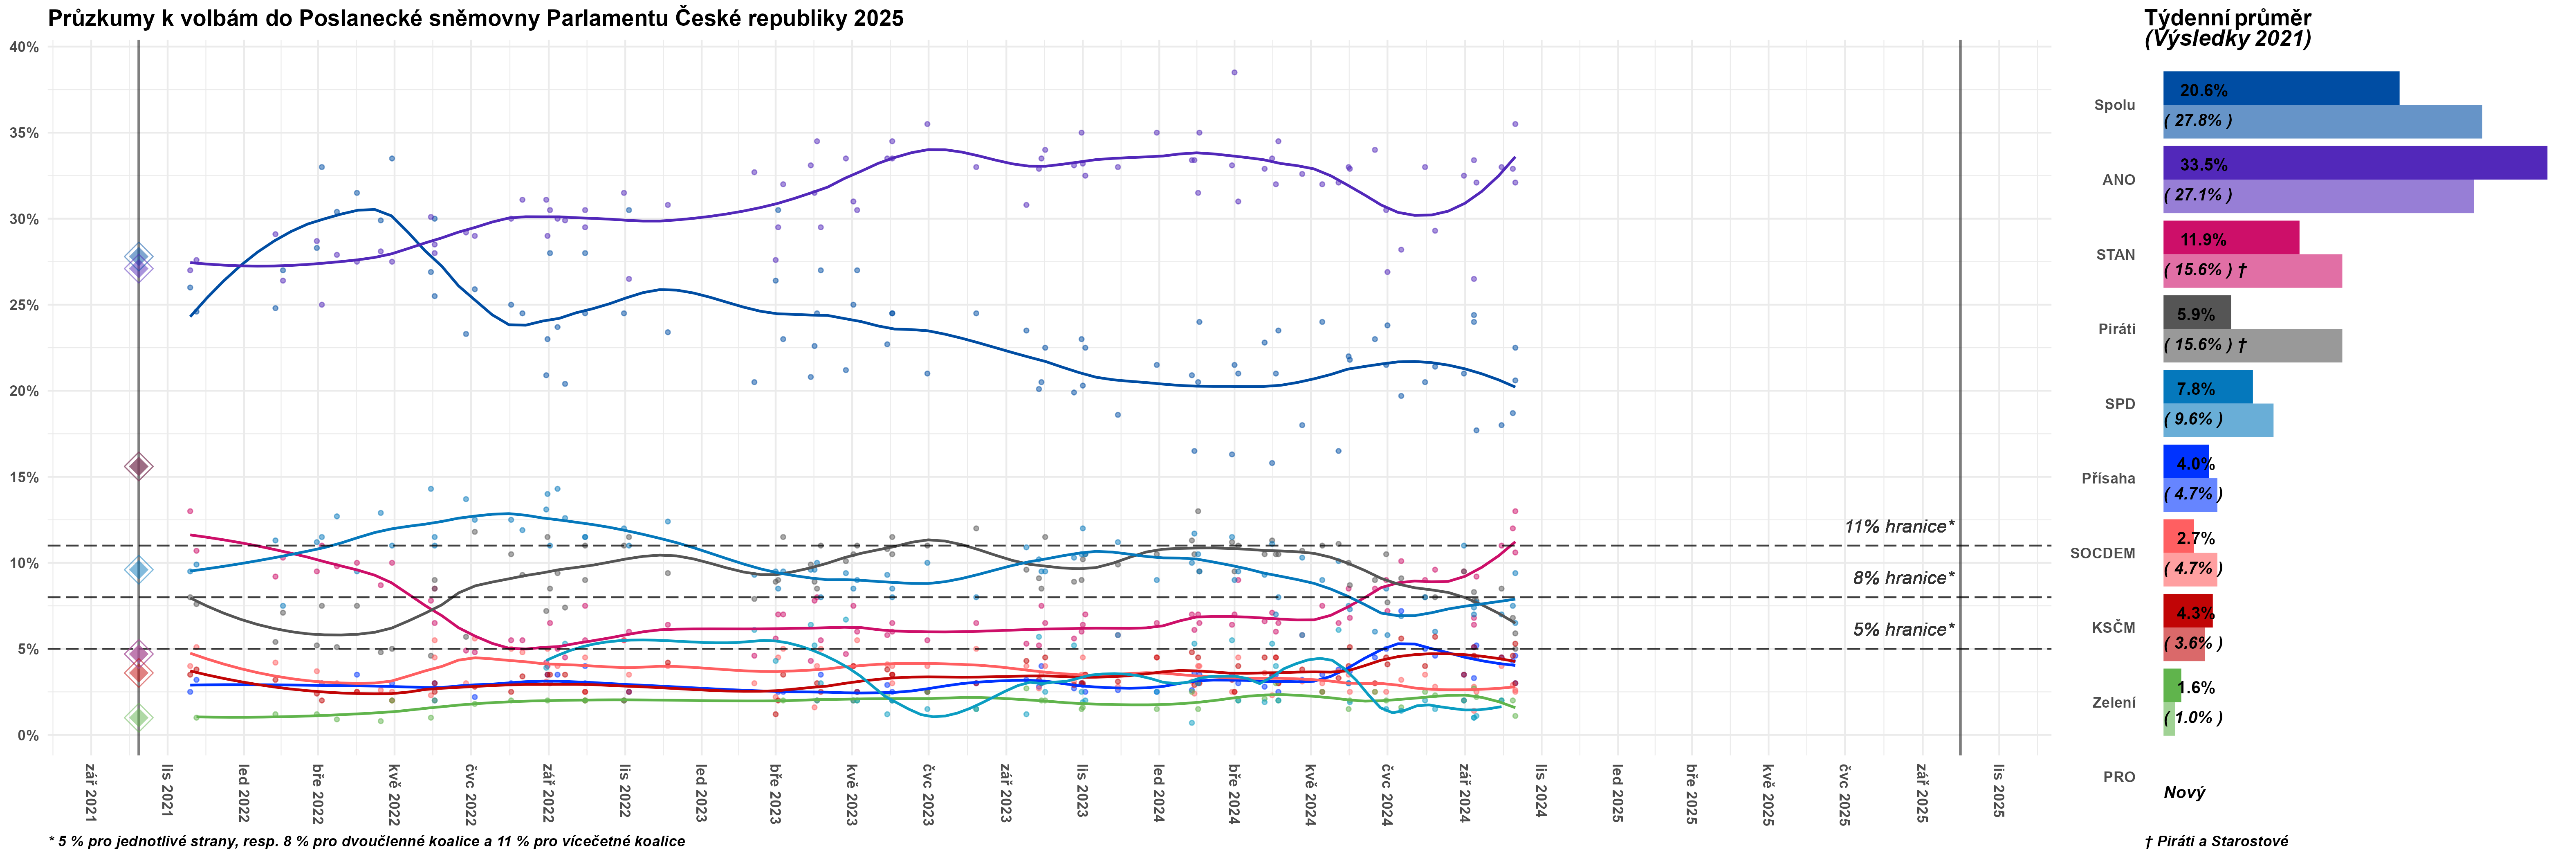 Průzkumy k volbám do Poslanecké sněmovny Parlamentu České republiky 2025
40%
35%
30%
25%
20%
15%
10%
5%
0%
11% hranice*
8% hranice*
5% hranice*
zář 2021
lis 2021
led 2022
bře 2022
kvě 2022
čvc 2022
zář 2022
lis 2022
led 2023
bře 2023
kvě 2023
čvc 2023
zář 2023
lis 2023
led 2024
bře 2024
kvě 2024
čvc 2024
zář 2024
lis 2024
led 2025
bře 2025
kvě 2025
čvc 2025
zář 2025
lis 2025
* 5 % pro jednotlivé strany, resp. 8 % pro dvoučlenné koalice a 11 % pro vícečetné koalice
Týdenní průměr
(Výsledky 2021)
Spolu
20.6%
( 27.8% )
ANO
33.5%
( 27.1% )
STAN
11.9%
( 15.6% ) †
Piráti
5.9%
( 15.6% ) †
SPD
7.8%
( 9.6% )
Přísaha
4.0%
( 4.7% )
SOCDEM
2.7%
( 4.7% )
KSČM
4.3%
( 3.6% )
Zelení
1.6%
( 1.0% )
PRO
Nový
† Piráti a Starostové